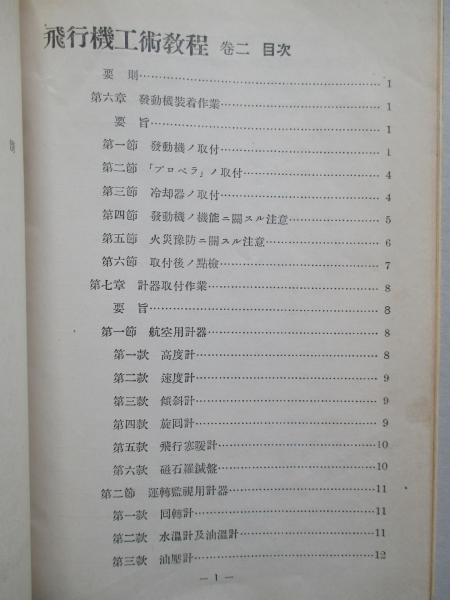 飛行機工術教程 卷二 目次
要則……………1
第六章 發動機裝着作業……………1
要旨……………1
第一節 發動機ノ取付……………1
第二節 「プロペラ」ノ取付……………4
第三節 冷却器ノ取付……………4
第四節 發動機ノ機能ニ關スル注意……………5
第五節 火災豫防ニ關スル注意……………6
第六節 取付後ノ點檢……………7
第七章 計器取付作業……………8
要旨……………8
第一節 航空用計器……………8
第一款 高度計……………8
第二款 速度計……………9
第三款 傾斜計……………9
第四款 旋回計……………9
第五款 飛行寒暖計……………10
第六款 磁石羅鍼盤……………10
第二節 運轉監視用計器……………11
第一款 回轉計……………11
第二款 水溫計及油溫計……………11
第三款 油壓計……………12
— 1 —